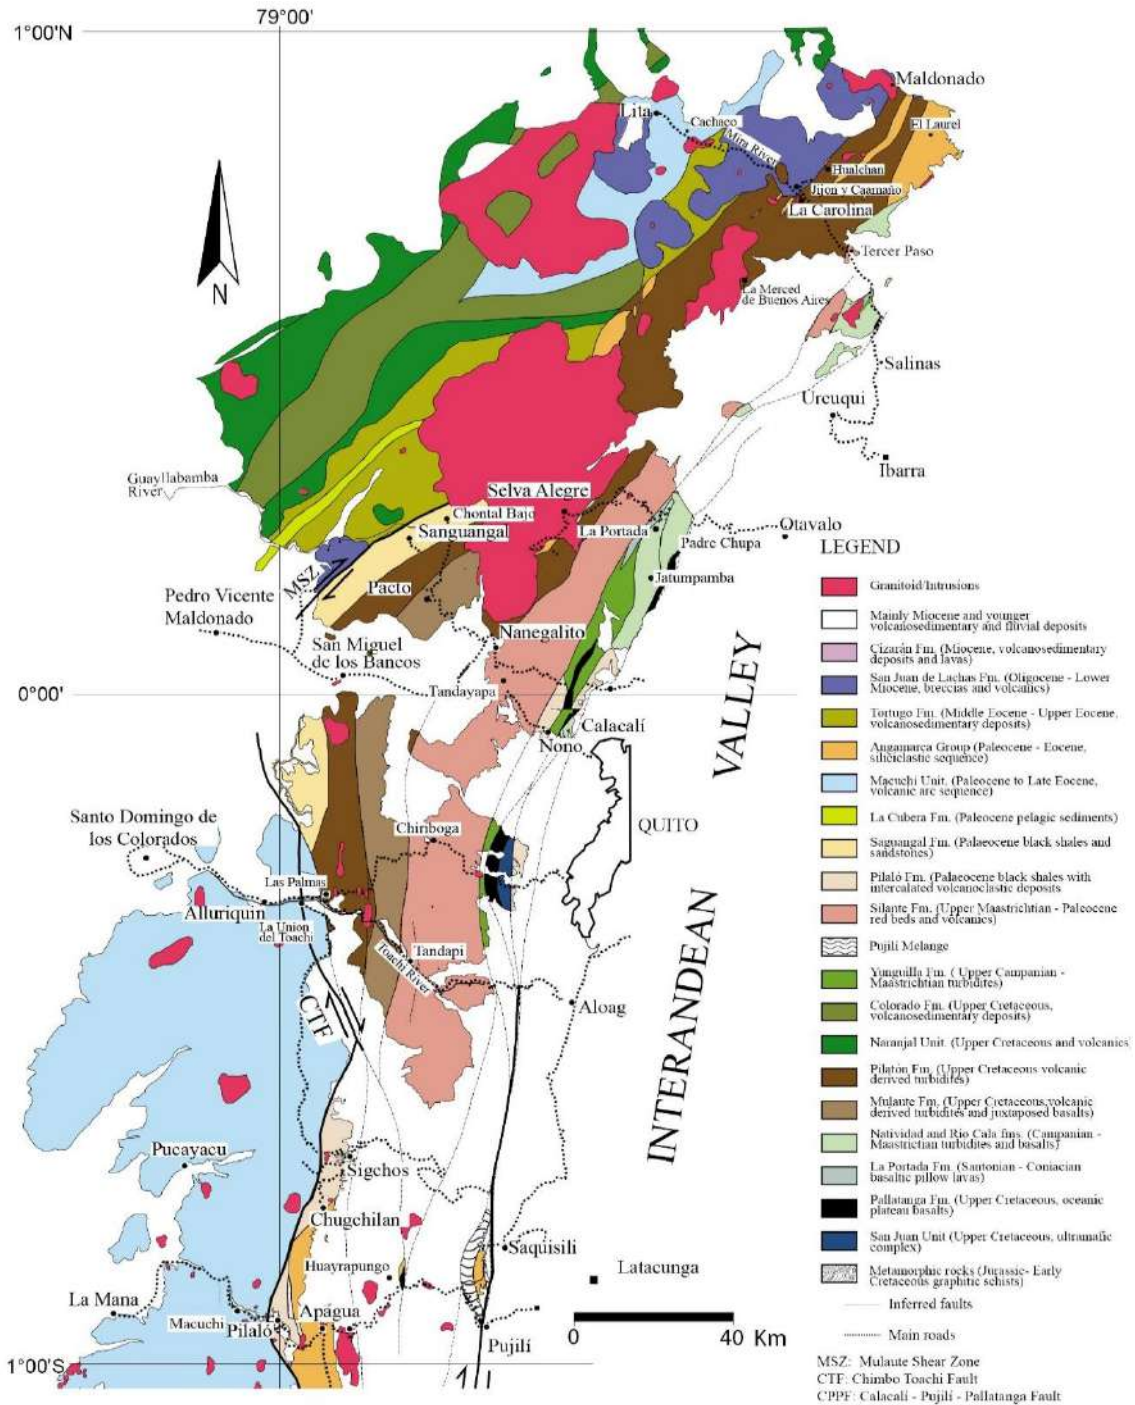 79°00'
1°00'N
Maldonado
Lita
Cachaco
El Laurel
Mira River
Hualchan
Jijon y Caamaño
La Carolina
Tercer Paso
N
La Merced
de Buenos Aires
Salinas
Urcuqui
Ibarra
Guayllabamba
River
Selva Alegre
Chontal Bajo
Sanguangal
La Portada
Otavalo
Padre Chupa
MSZ
Pacto
Jatumpamba
Pedro Vicente
Maldonado
Nanegalito
San Miguel
de los Bancos
Tandayapa
0°00'
Calacalí
Nono
VALLEY
Santo Domingo de
los Colorados
Chiriboga
QUITO
Las Palmas
Alluriquin
La Union
del Toachi
Tandapi
Toachi River
CTF
Aloag
INTERANDEAN
Pucayacu
Sigchos
Chugchilan
Saquisili
Huayrapungo
Latacunga
La Mana
Macuchi
Pilaló
Apágua
Pujilí
0
40 Km
1°00'S
LEGEND
Granitoid/Intrusions
Mainly Miocene and younger
volcanosedimentary and fluvial deposits
Cizarán Fm. (Miocene, volcanosedimentary
deposits and lavas)
San Juan de Lachas Fm. (Oligocene - Lower
Miocene, breccias and volcanics)
Tortugo Fm. (Middle Eocene - Upper Eocene,
volcanosedimentary deposits)
Angamarca Group (Paleocene - Eocene,
siliciclastic sequence)
Macuchi Unit. (Paleocene to Late Eocene,
volcanic arc sequence)
La Cubera Fm. (Paleocene pelagic sediments)
Saguangal Fm. (Palaeocene black shales and
sandstones)
Pilaló Fm. (Palaeocene black shales with
intercalated volcanoclastic deposits
Silante Fm. (Upper Maastrichtian - Paleocene
red beds and volcanics)
Pujili Melange
Yunguilla Fm. ( Upper Campanian -
Maastrichtian turbidites)
Colorado Fm. (Upper Cretaceous,
volcanosedimentary deposits)
Naranjal Unit. (Upper Cretaceous and volcanics)
Pilatón Fm. (Upper Cretaceous volcanic
derived turbidites)
Mulaute Fm. (Upper Cretaceous,volcanic
derived turbidites and juxtaposed basalts)
Natividad and Rio Cala fms. (Campanian -
Maastrictian turbidites and basalts)
La Portada Fm. (Santonian - Coniacian
basaltic pillow lavas)
Pallatanga Fm. (Upper Cretaceous, oceanic
plateau basalts)
San Juan Unit (Upper Cretaceous, ultramafic
complex)
Metamorphic rocks (Jurassic- Early
Cretaceous graphitic schists)
Inferred faults
Main roads
MSZ: Mulaute Shear Zone
CTF: Chimbo Toachi Fault
CPPF: Calacalí - Pujilí - Pallatanga Fault